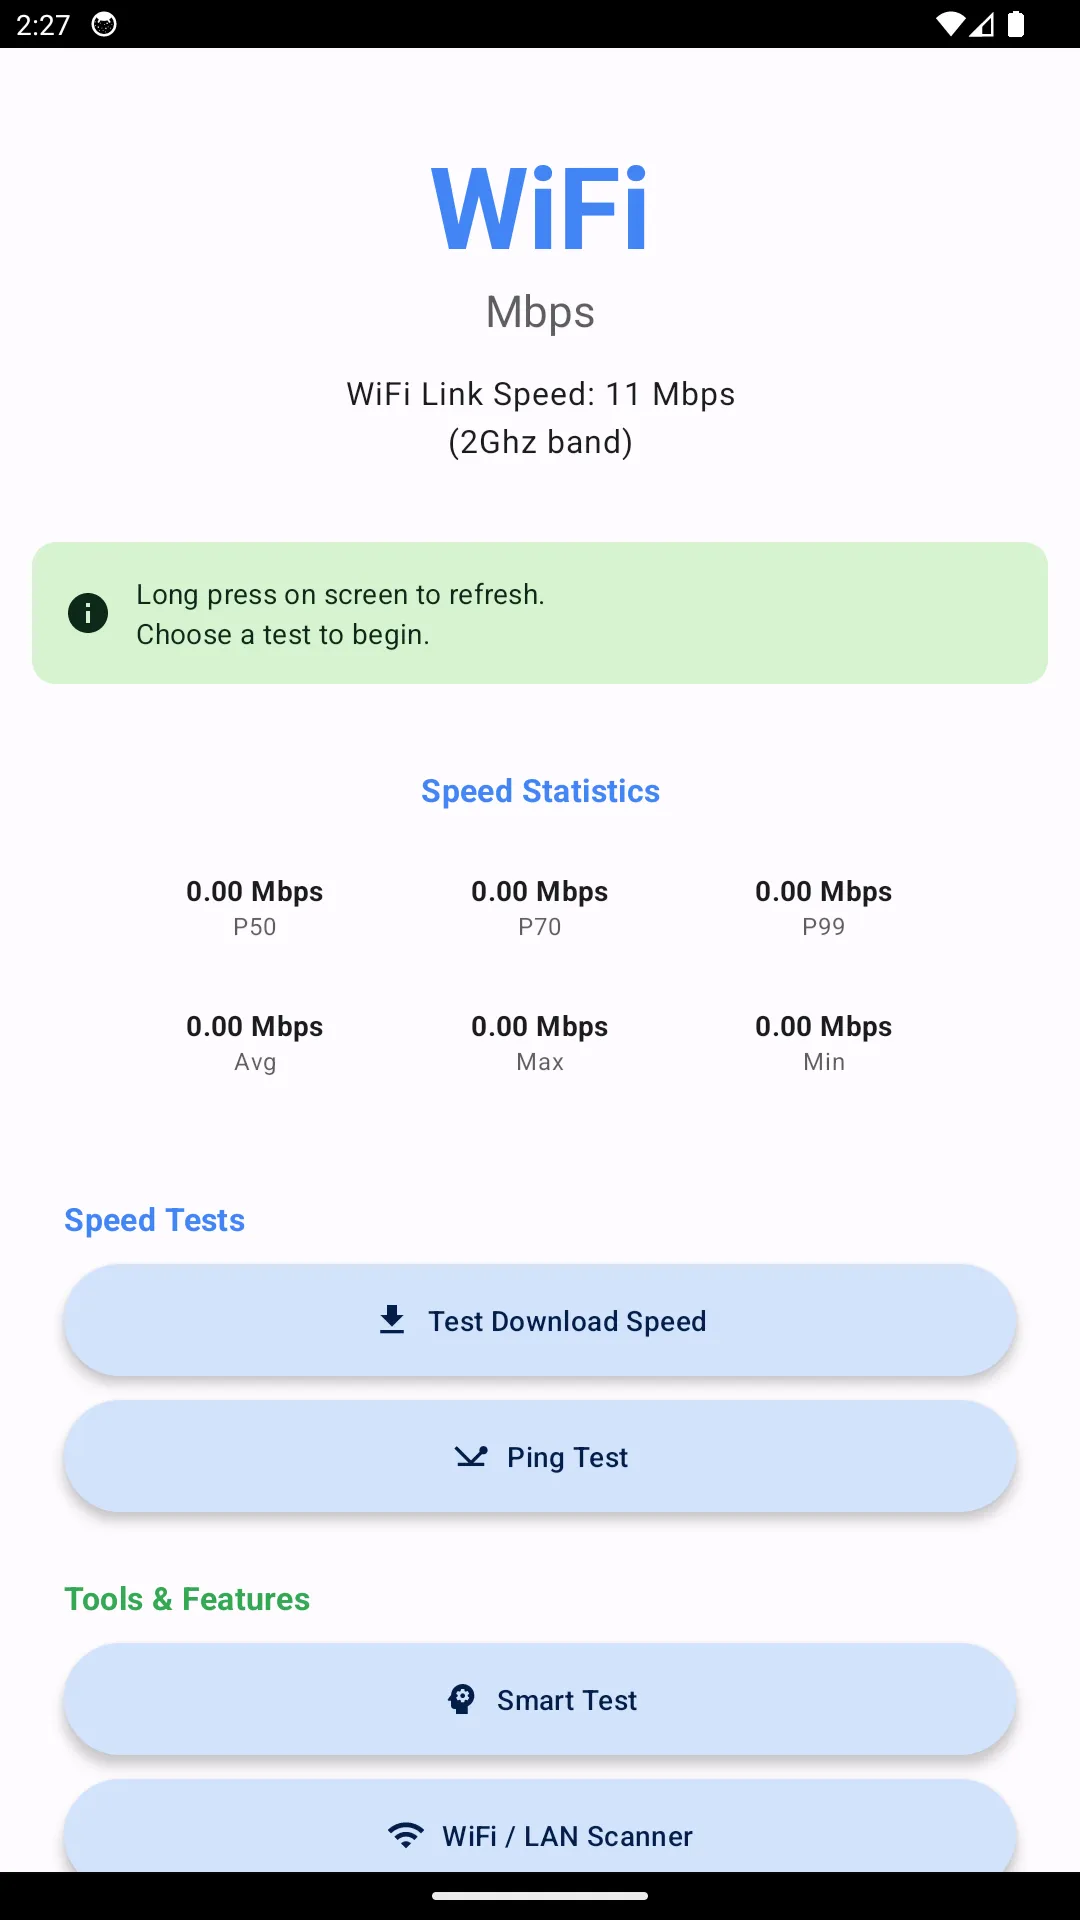 2:27
WiFi
Mbps
WiFi Link Speed: 11 Mbps
(2Ghz band)
Long press on screen to refresh.
Choose a test to begin.
Speed Statistics
0.00 Mbps 0.00 Mbps 0.00 Mbps
P50 P70 P99
0.00 Mbps 0.00 Mbps 0.00 Mbps
Avg Max Min
Speed Tests
Test Download Speed
Ping Test
Tools & Features
Smart Test
WiFi / LAN Scanner